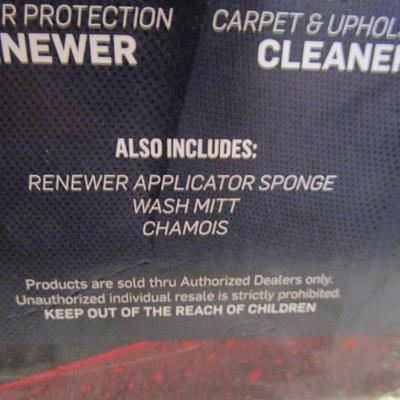 R PROTECTION
NEWER
CARPET & UPHOL
CLEANER
ALSO INCLUDES:
RENEWER APPLICATOR SPONGE
WASH MITT
CHAMOIS
Products are sold thru Authorized Dealers only.
Unauthorized individual resale is strictly prohibited.
KEEP OUT OF THE REACH OF CHILDREN